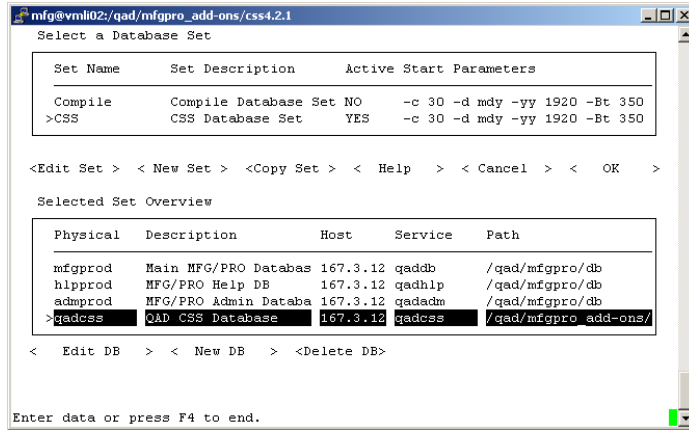 mfg@vmli02:/qad/mfgpro_add-ons/css4.2.1
Select a Database Set
Set Name Set Description Active Start Parameters
Compile Compile Database Set NO -c 30 -d mdy -yy 1920 -Bt 350
>CSS CSS Database Set YES -c 30 -d mdy -yy 1920 -Bt 350
<Edit Set > < New Set > <Copy Set > < Help > < Cancel > < OK >
Selected Set Overview
Physical Description Host Service Path
mfgprod Main MFG/PRO Databas 167.3.12 qaddb /qad/mfgpro/db
hlpprod MFG/PRO Help DB 167.3.12 qadhlp /qad/mfgpro/db
admprod MFG/PRO Admin Databa 167.3.12 qadadm /qad/mfgpro/db
>qadcss QAD CSS Database 167.3.12 qadcss /qad/mfgpro_add-ons/
< Edit DB > < New DB > <Delete DB>
Enter data or press F4 to end.